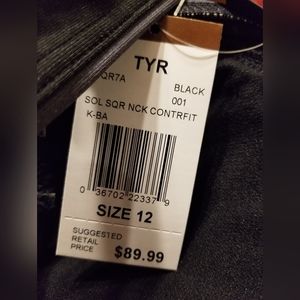 TYR
QR7A BLACK
001
SOL SQR NCK CONTRFIT
K-BA
0 36702 22337 9
SIZE 12
SUGGESTED
RETAIL
PRICE $89.99